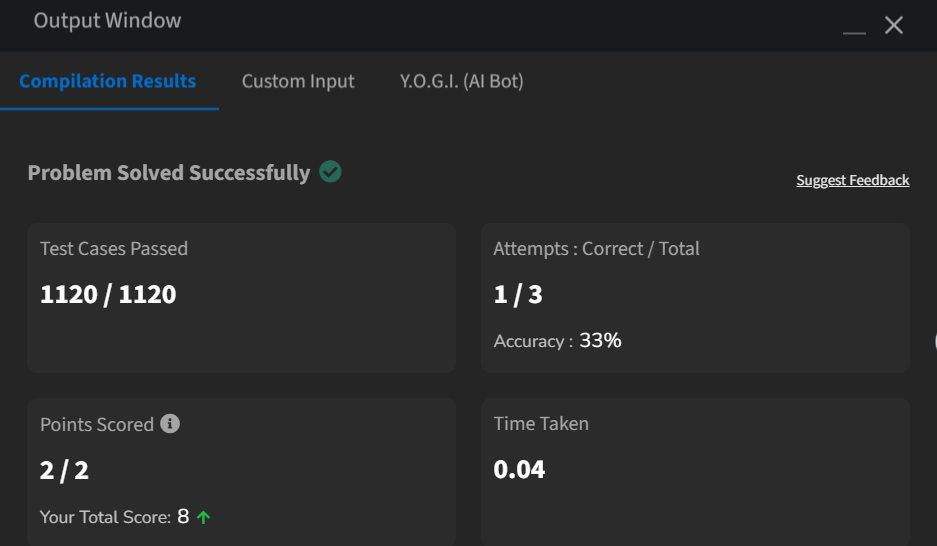 Output Window
Compilation Results Custom Input Y.O.G.I. (AI Bot)
Problem Solved Successfully
Suggest Feedback
Test Cases Passed
1120 / 1120
Attempts : Correct / Total
1 / 3
Accuracy : 33%
Points Scored
2 / 2
Your Total Score: 8
Time Taken
0.04